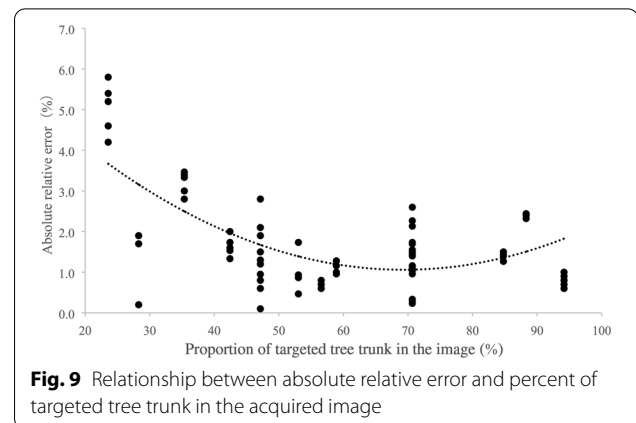 7.0
6.0
5.0
4.0
3.0
2.0
1.0
0.0
Absolute relative error (%)
20 30 40 50 60 70 80 90 100
Proportion of targeted tree trunk in the image (%)
Fig. 9 Relationship between absolute relative error and percent of
targeted tree trunk in the acquired image